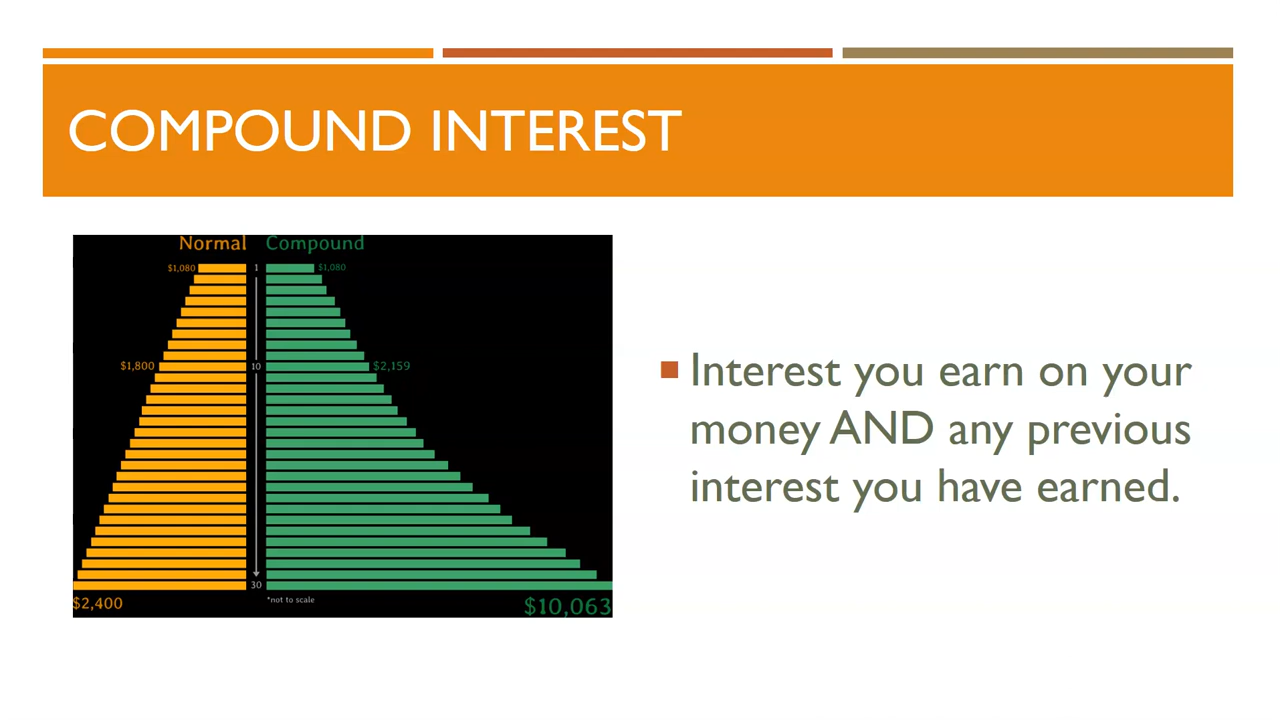 COMPOUND INTEREST
Normal Compound
$1,080 1 $1,080
$1,800 10 $2,159
30
*not to scale
$2,400 $10,063
Interest you earn on your
money AND any previous
interest you have earned.